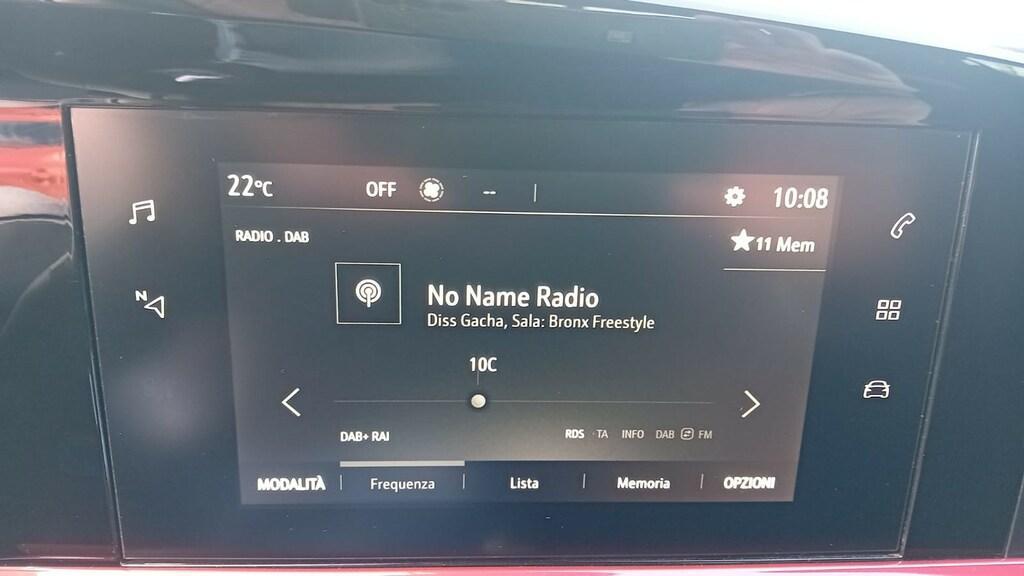 22°C OFF -- 10:08
RADIO . DAB
★11 Mem
N
No Name Radio
Diss Gacha, Sala: Bronx Freestyle
10C
DAB+ RAI
RDS TA INFO DAB FM
MODALITÀ Frequenza Lista Memoria OPZIONI